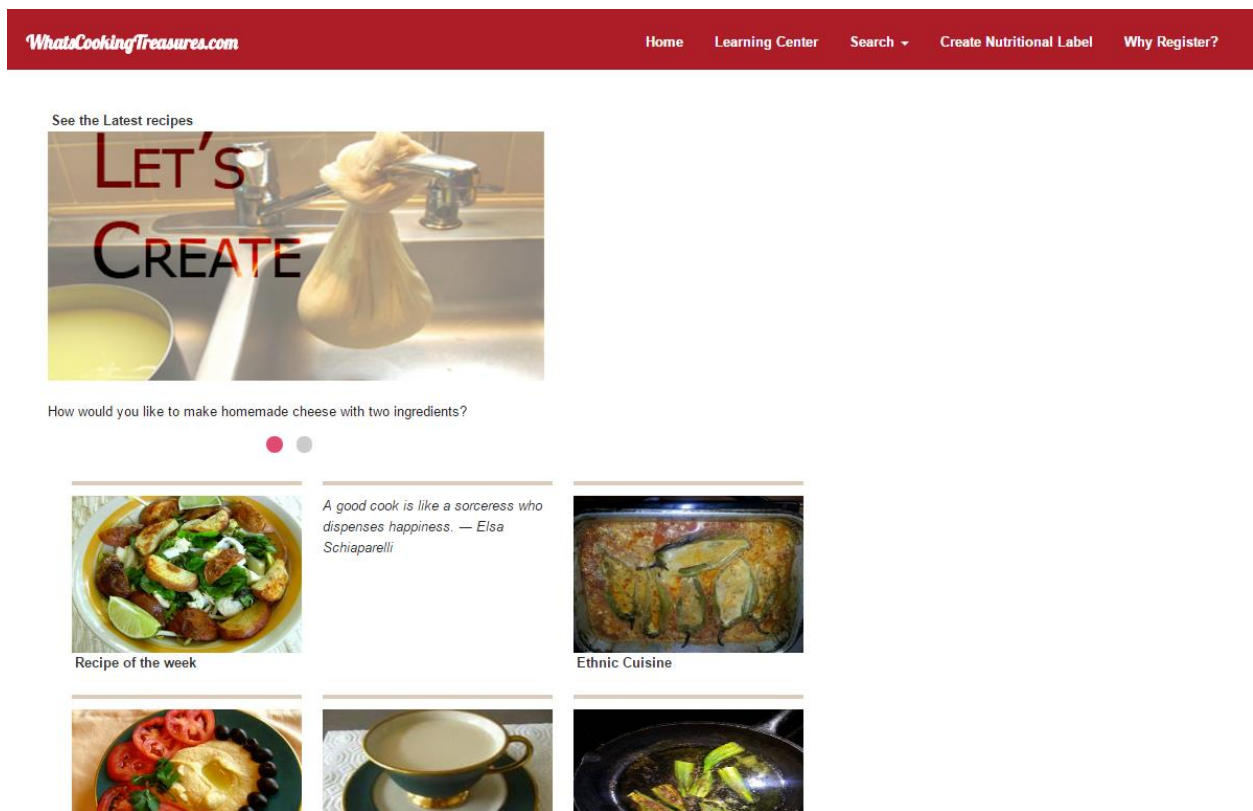 WhatsCookingTreasures.com
Home Learning Center Search Create Nutritional Label Why Register?
See the Latest recipes
LET'S
CREATE
How would you like to make homemade cheese with two ingredients?
A good cook is like a sorceress who
dispenses happiness. — Elsa
Schiaparelli
Recipe of the week
Ethnic Cuisine